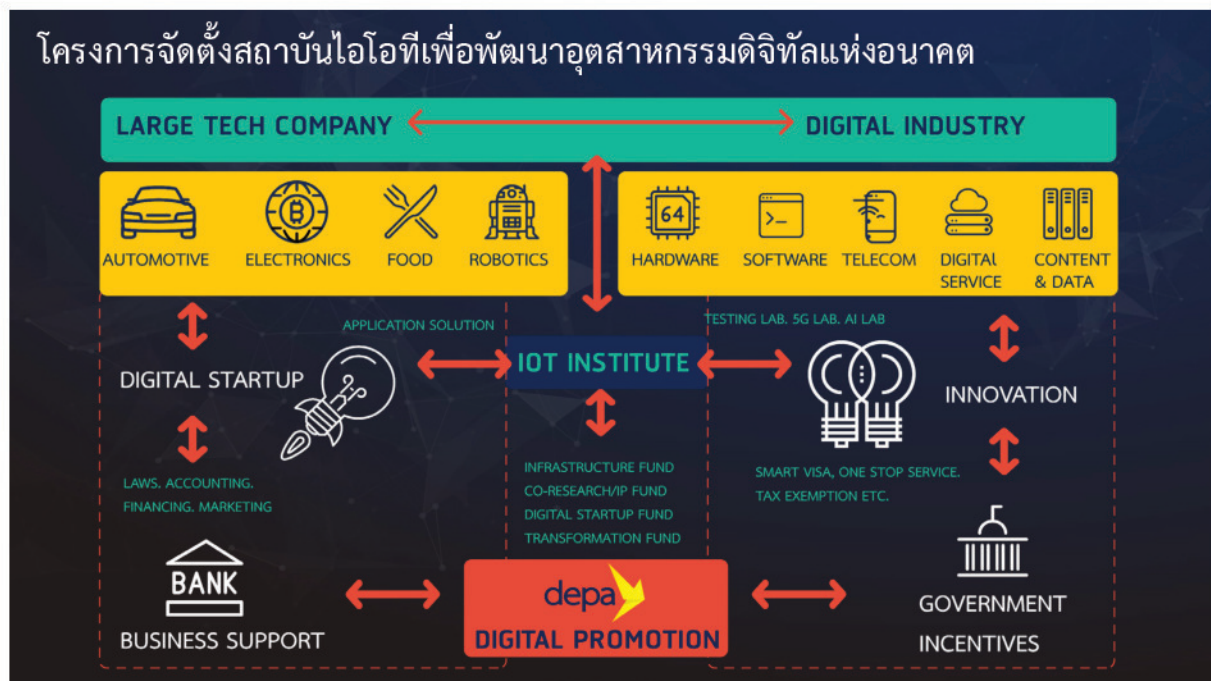 โครงการจัดตั้งสถาบันไอโอทีเพื่อพัฒนาอุตสาหกรรมดิจิทัลแห่งอนาคต
LARGE TECH COMPANY
DIGITAL INDUSTRY
64
AUTOMOTIVE
ELECTRONICS
FOOD
ROBOTICS
HARDWARE
SOFTWARE
TELECOM
DIGITAL
SERVICE
CONTENT
& DATA
APPLICATION SOLUTION
TESTING LAB. 5G LAB. AI LAB
IOT INSTITUTE
DIGITAL STARTUP
INNOVATION
LAWS. ACCOUNTING.
FINANCING. MARKETING
INFRASTRUCTURE FUND
CO-RESEARCH/IP FUND
DIGITAL STARTUP FUND
TRANSFORMATION FUND
SMART VISA, ONE STOP SERVICE.
TAX EXEMPTION ETC.
BANK
BUSINESS SUPPORT
depa
DIGITAL PROMOTION
GOVERNMENT
INCENTIVES